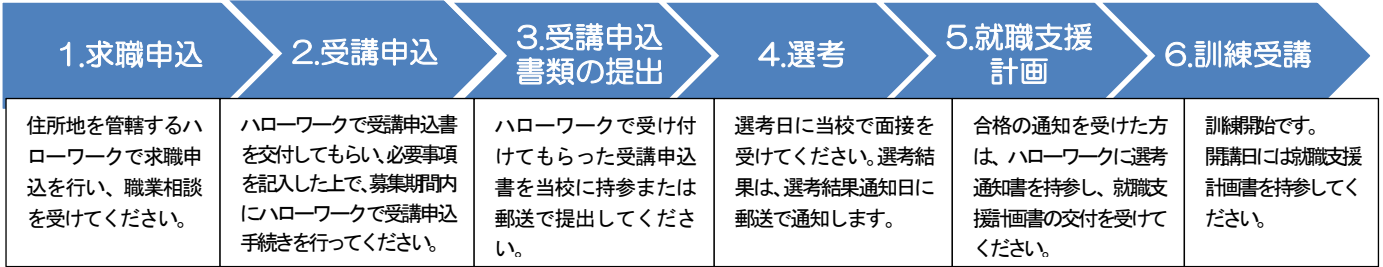 1.求職申込
2.受講申込
3.受講申込
書類の提出
4.選考
5.就職支援
計画
6.訓練受講
住所地を管轄するハ
ローワークで求職申
込を行い、職業相談
を受けてください。
ハローワークで受講申込書
を交付してもらい、必要事項
を記入した上で、募集期間内
にハローワークで受講申込
手続きを行ってください。
ハローワークで受け付
けてもらった受講申込
書を当校に持参または
郵送で提出してくださ
い。
選考日に当校で面接を
受けてください。選考結
果は、選考結果通知日に
郵送で通知します。
合格の通知を受けた方
は、ハローワークに選考
通知書を持参し、就職支
援計画書の交付を受けて
ください。
訓練開始です。
開講日には就職支援
計画書を持参してく
ださい。